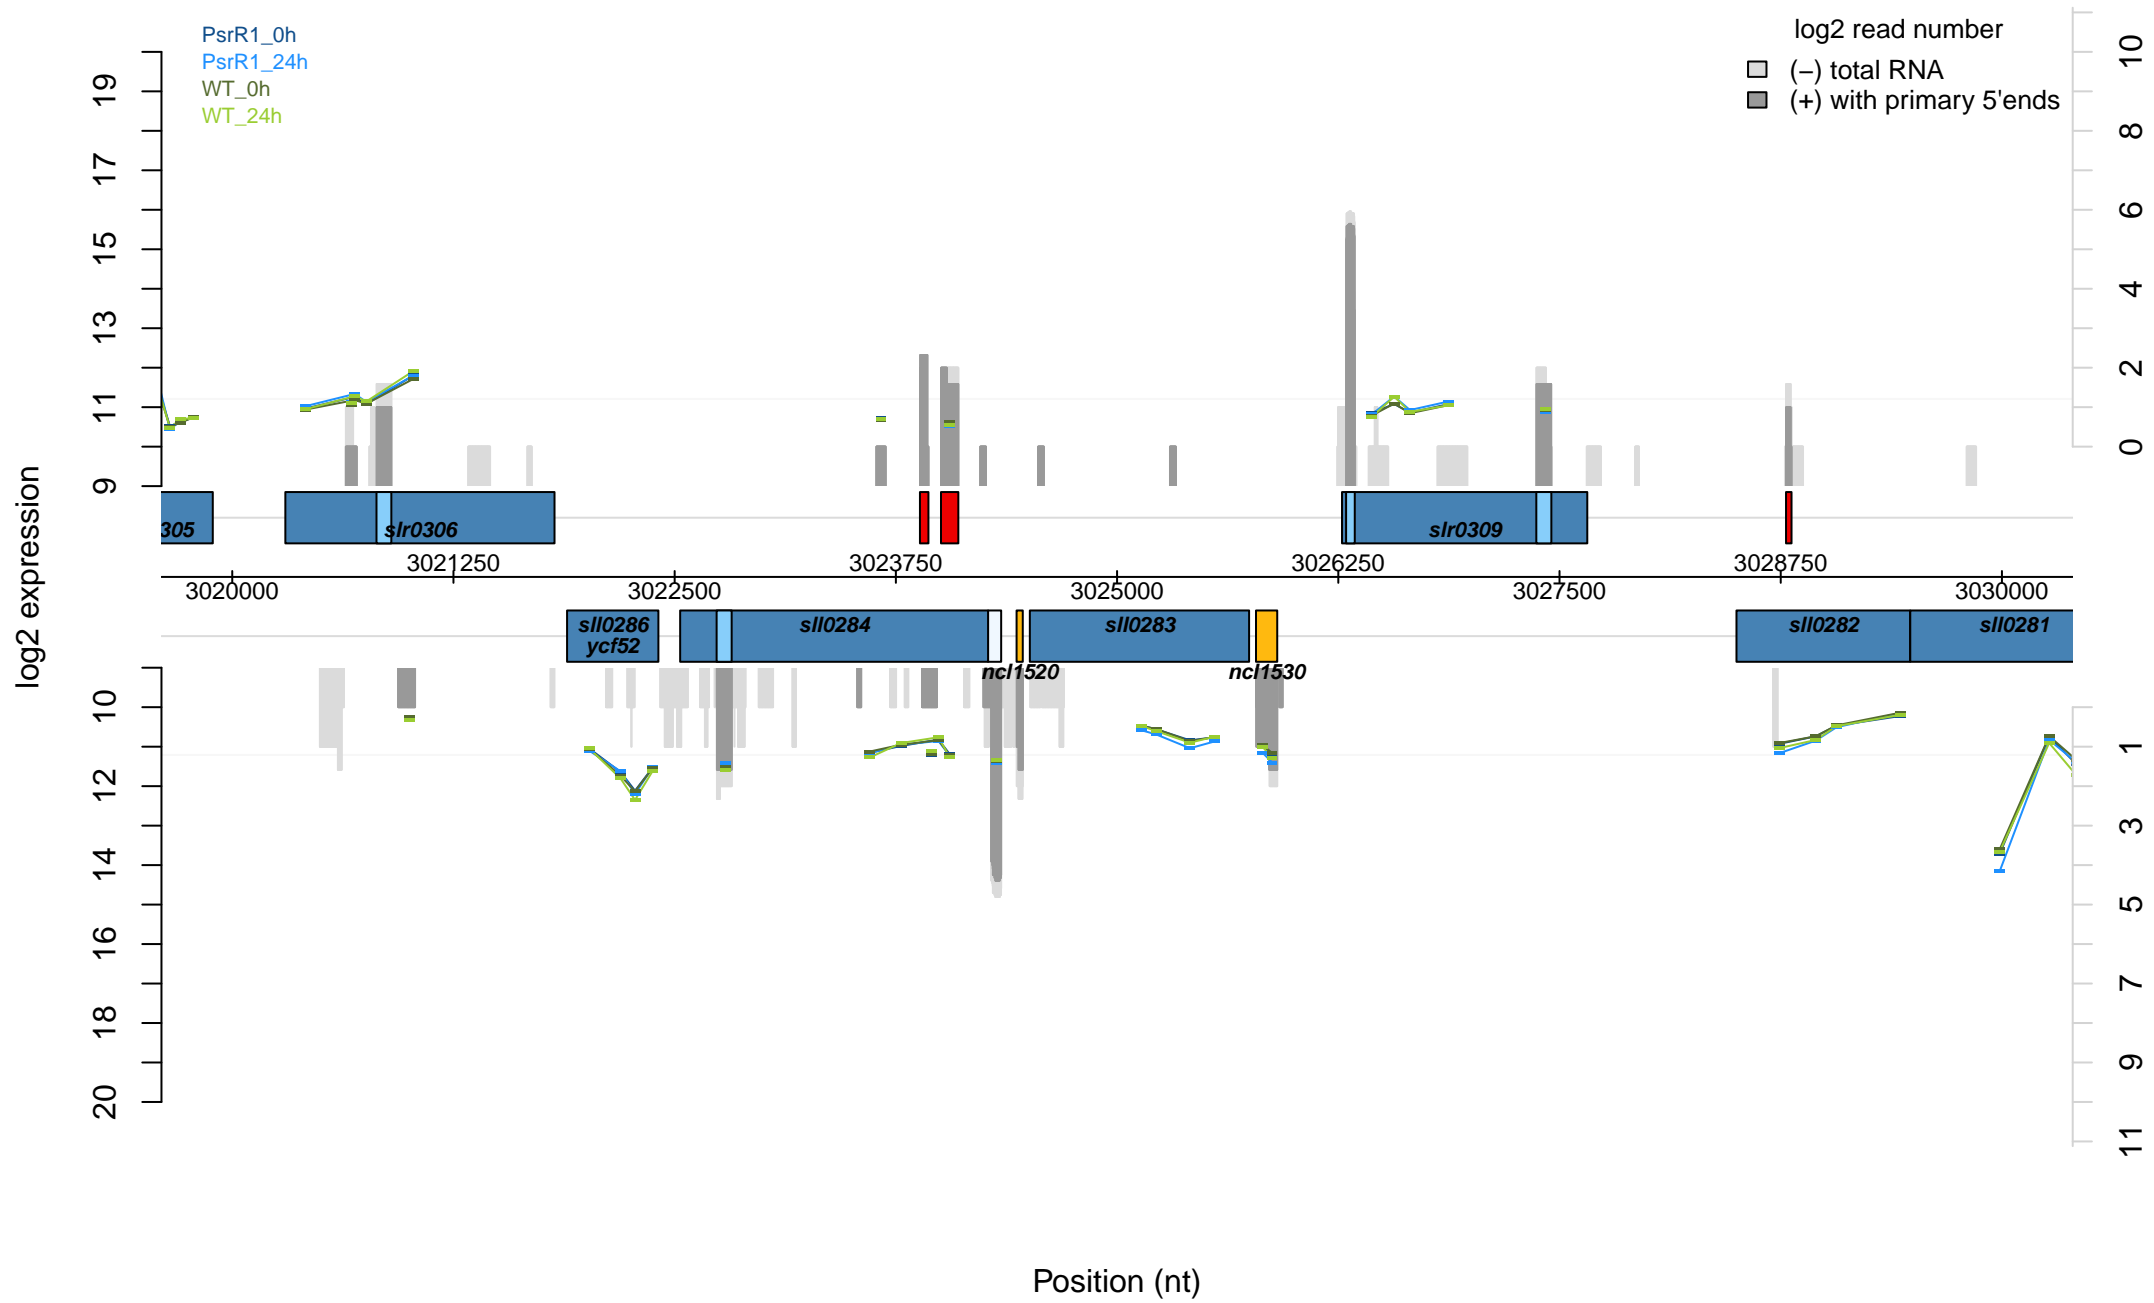 PsrR1_0h
PsrR1_24h
WT_0h
WT_24h
log2 read number
(−) total RNA
(+) with primary 5'ends
19
17
15
13
11
9
10
8
6
4
2
0
log2 expression
305
slr0306
slr0309
3021250
3023750
3026250
3028750
3020000
3022500
3025000
3027500
3030000
sll0286
ycf52
sll0284
sll0283
sll0282
sll0281
ncl1520
ncl1530
10
12
14
16
18
20
1
3
5
7
9
11
Position (nt)